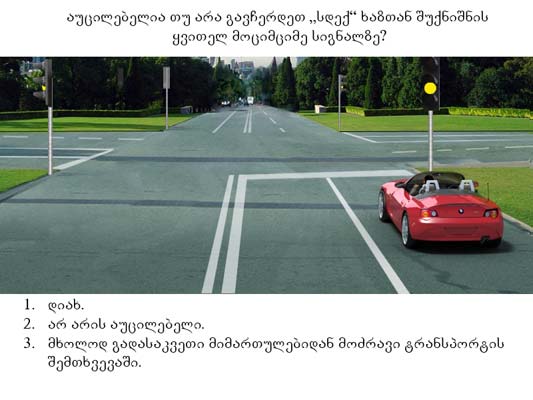 აუცილებელია თუ არა გავჩერდეთ „სდექ“ ხაზთან შუქნიშნის
ყვითელ მოციმციმე სიგნალზე?
1. დიახ.
2. არ არის აუცილებელი.
3. მხოლოდ გადასაკვეთი მიმართულებიდან მოძრავი ტრანსპორტის
შემთხვევაში.